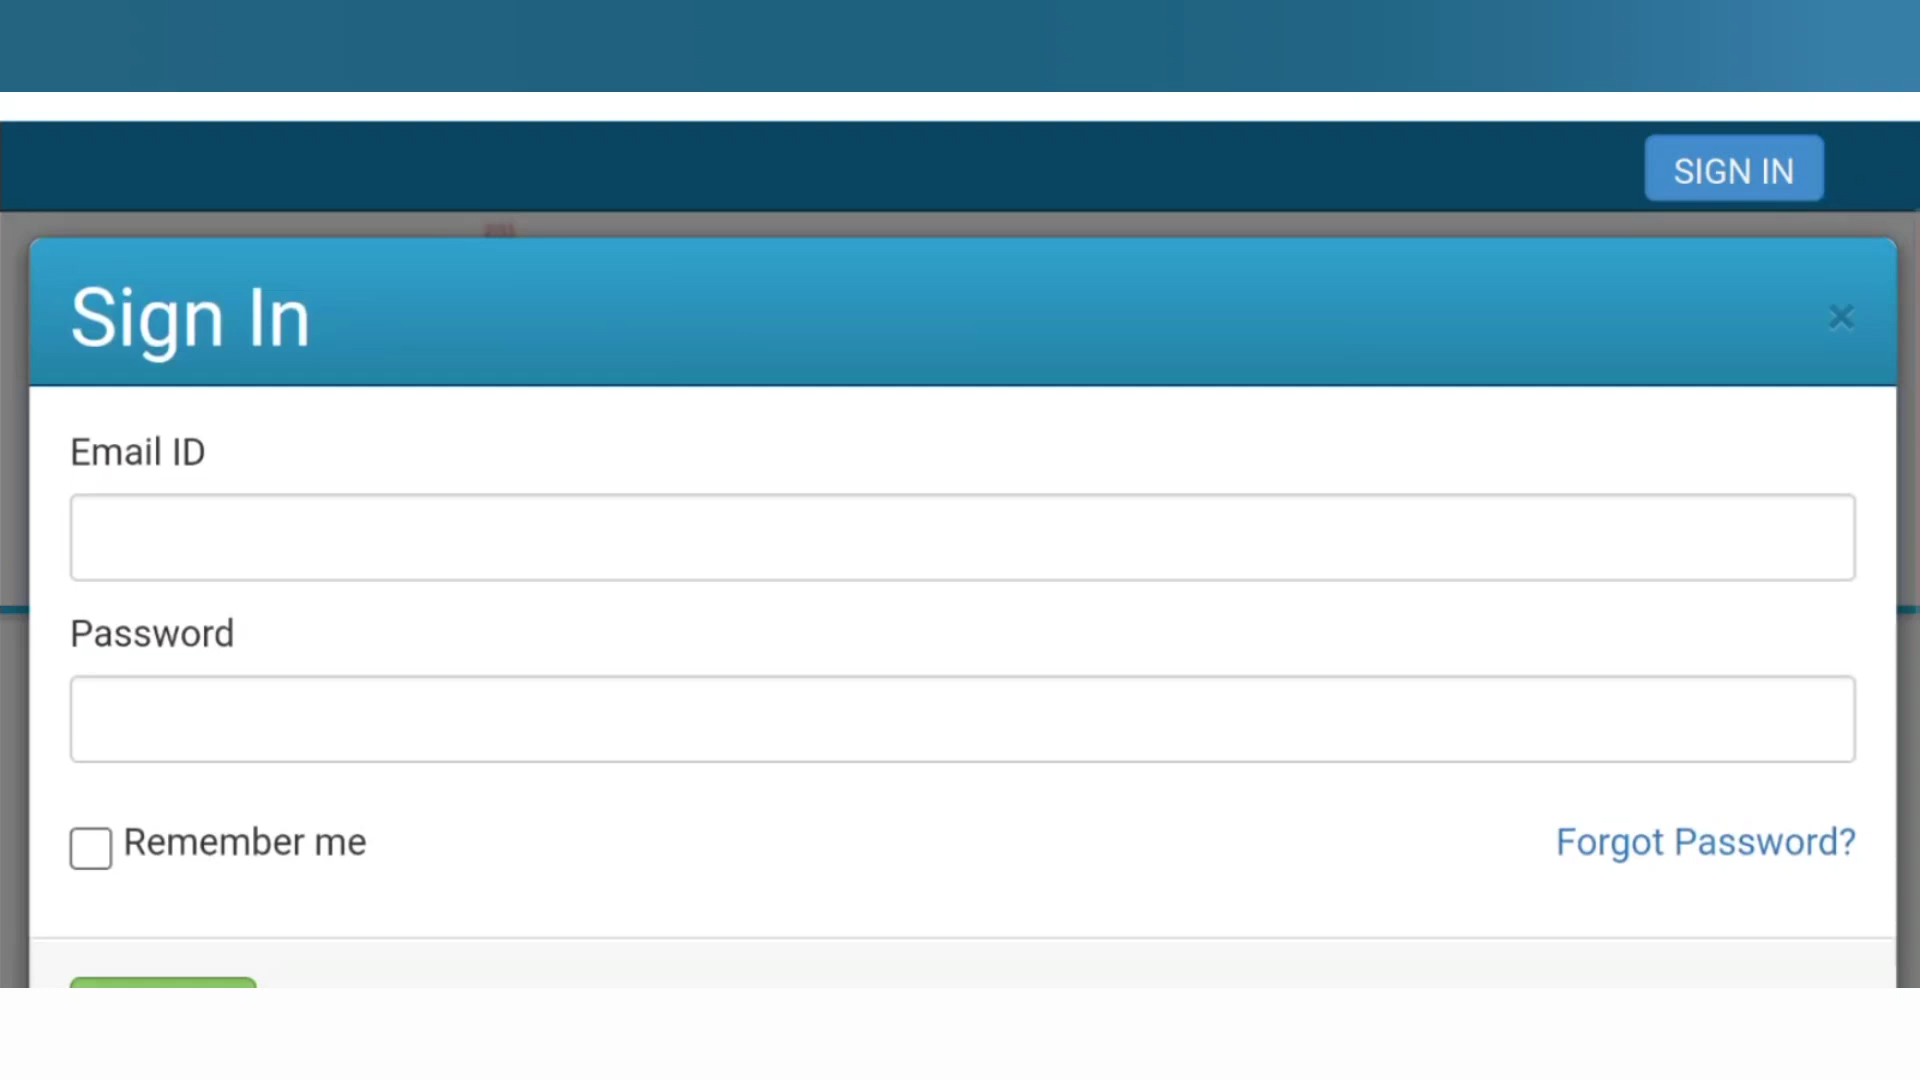 SIGN IN
Sign In
×
Email ID
Password
Remember me
Forgot Password?